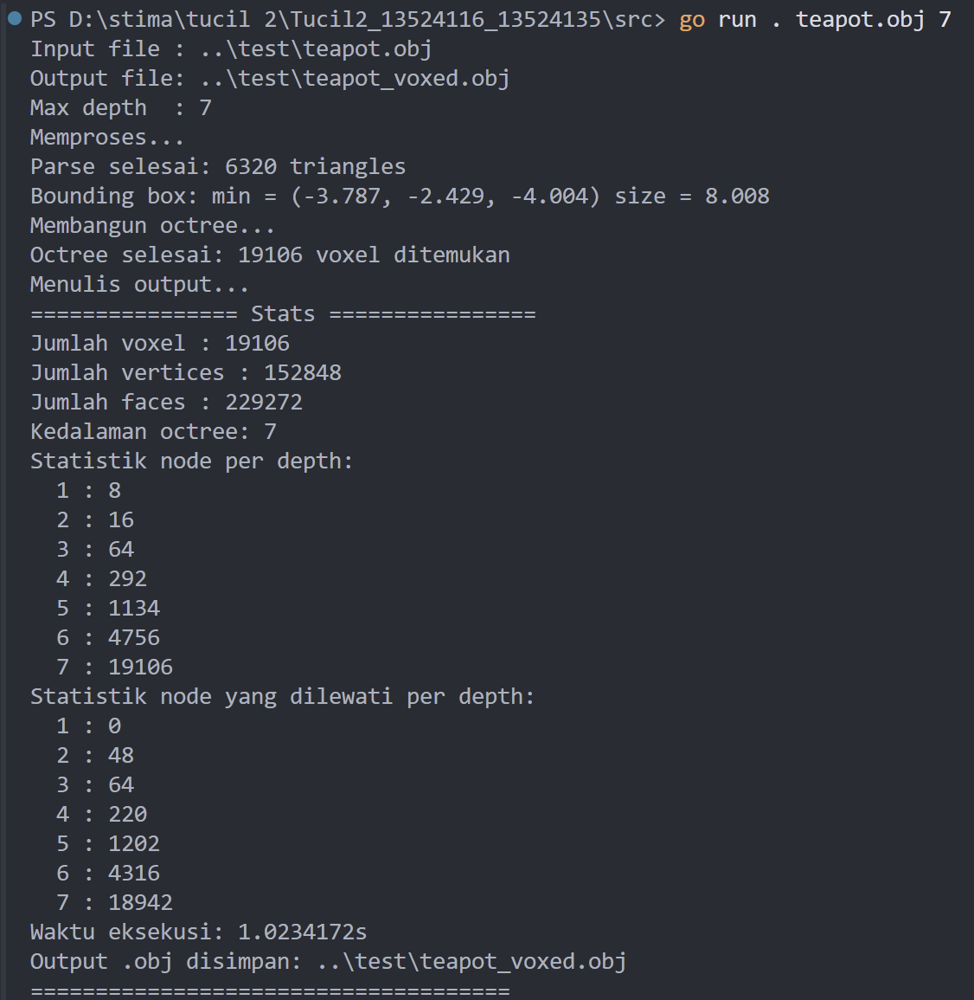 PS D:\stima\tucil 2\Tucil2_13524116_13524135\src> go run . teapot.obj 7
Input file : ..\test\teapot.obj
Output file: ..\test\teapot_voxed.obj
Max depth  : 7
Memproses...
Parse selesai: 6320 triangles
Bounding box: min = (-3.787, -2.429, -4.004) size = 8.008
Membangun octree...
Octree selesai: 19106 voxel ditemukan
Menulis output...
================ Stats ================
Jumlah voxel : 19106
Jumlah vertices : 152848
Jumlah faces : 229272
Kedalaman octree: 7
Statistik node per depth:
  1 : 8
  2 : 16
  3 : 64
  4 : 292
  5 : 1134
  6 : 4756
  7 : 19106
Statistik node yang dilewati per depth:
  1 : 0
  2 : 48
  3 : 64
  4 : 220
  5 : 1202
  6 : 4316
  7 : 18942
Waktu eksekusi: 1.0234172s
Output .obj disimpan: ..\test\teapot_voxed.obj
=====================================